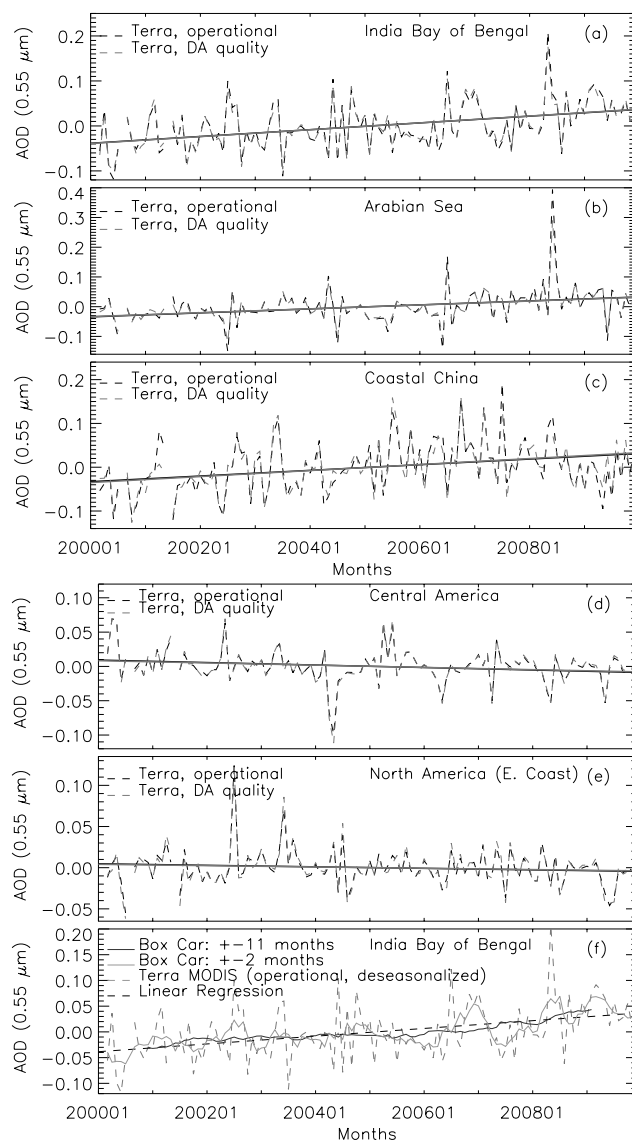 Terra, operational India Bay of Bengal (a)
Terra, DA quality
AOD (0.55 μm)
0.2
0.1
0.0
−0.1
Terra, operational Arabian Sea (b)
Terra, DA quality
AOD (0.55 μm)
0.4
0.3
0.2
0.1
0.0
−0.1
Terra, operational Coastal China (c)
Terra, DA quality
AOD (0.55 μm)
0.2
0.1
0.0
−0.1
200001 200201 200401 200601 200801
Months
Terra, operational Central America (d)
Terra, DA quality
AOD (0.55 μm)
0.10
0.05
0.00
−0.05
−0.10
Terra, operational North America (E. Coast) (e)
Terra, DA quality
AOD (0.55 μm)
0.10
0.05
0.00
−0.05
Box Car: +−11 months India Bay of Bengal (f)
Box Car: +−2 months
Terra MODIS (operational, deseasonalized)
Linear Regression
AOD (0.55 μm)
0.20
0.15
0.10
0.05
0.00
−0.05
−0.10
200001 200201 200401 200601 200801
Months